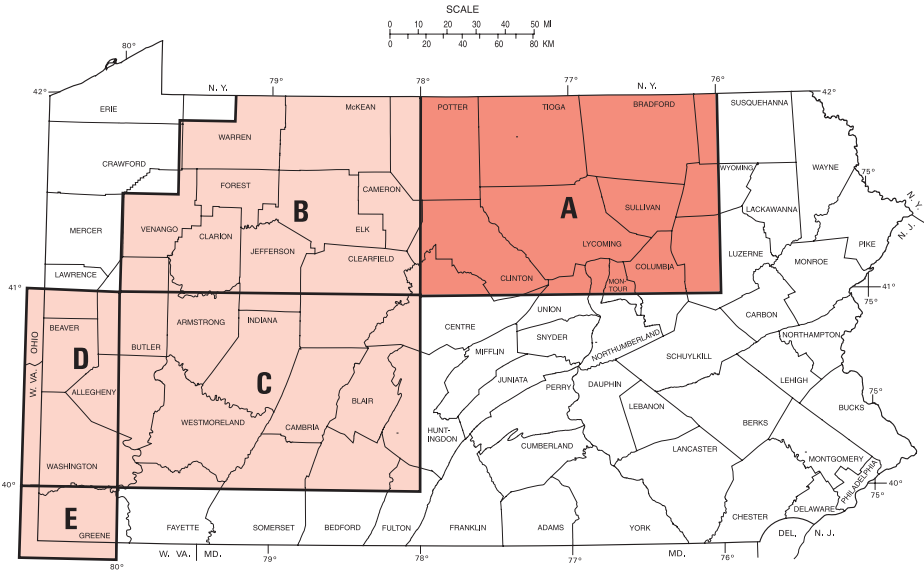 SCALE
0 10 20 30 40 50 MI
0 20 40 60 80 KM
80°
79°
78°
77°
76°
N. Y.
N. Y.
42°
42°
ERIE
McKEAN
POTTER
TIOGA
BRADFORD
SUSQUEHANNA
WARREN
CRAWFORD
WYOMING
WAYNE
75°
FOREST
CAMERON
B
A
SULLIVAN
LACKAWANNA
N. Y.
N. J.
MERCER
VENANGO
CLARION
ELK
JEFFERSON
LYCOMING
PIKE
CLEARFIELD
LUZERNE
MONROE
LAWRENCE
CLINTON
COLUMBIA
MON-
TOUR
41°
41°
75°
BEAVER
ARMSTRONG
INDIANA
UNION
CENTRE
CARBON
OHIO
W. VA.
D
BUTLER
SNYDER
NORTHUMBERLAND
NORTHAMPTON
MIFFLIN
SCHUYLKILL
C
JUNIATA
LEHIGH
ALLEGHENY
PERRY
DAUPHIN
75°
BLAIR
LEBANON
BUCKS
WESTMORELAND
CAMBRIA
HUNT-
INGDON
BERKS
CUMBERLAND
LANCASTER
WASHINGTON
MONTGOMERY
PHILADELPHIA
40°
40°
75°
E
GREENE
FAYETTE
SOMERSET
BEDFORD
FULTON
FRANKLIN
ADAMS
YORK
CHESTER
DELAWARE
DEL.
N. J.
W. VA.
MD.
MD.
80°
79°
78°
77°
76°